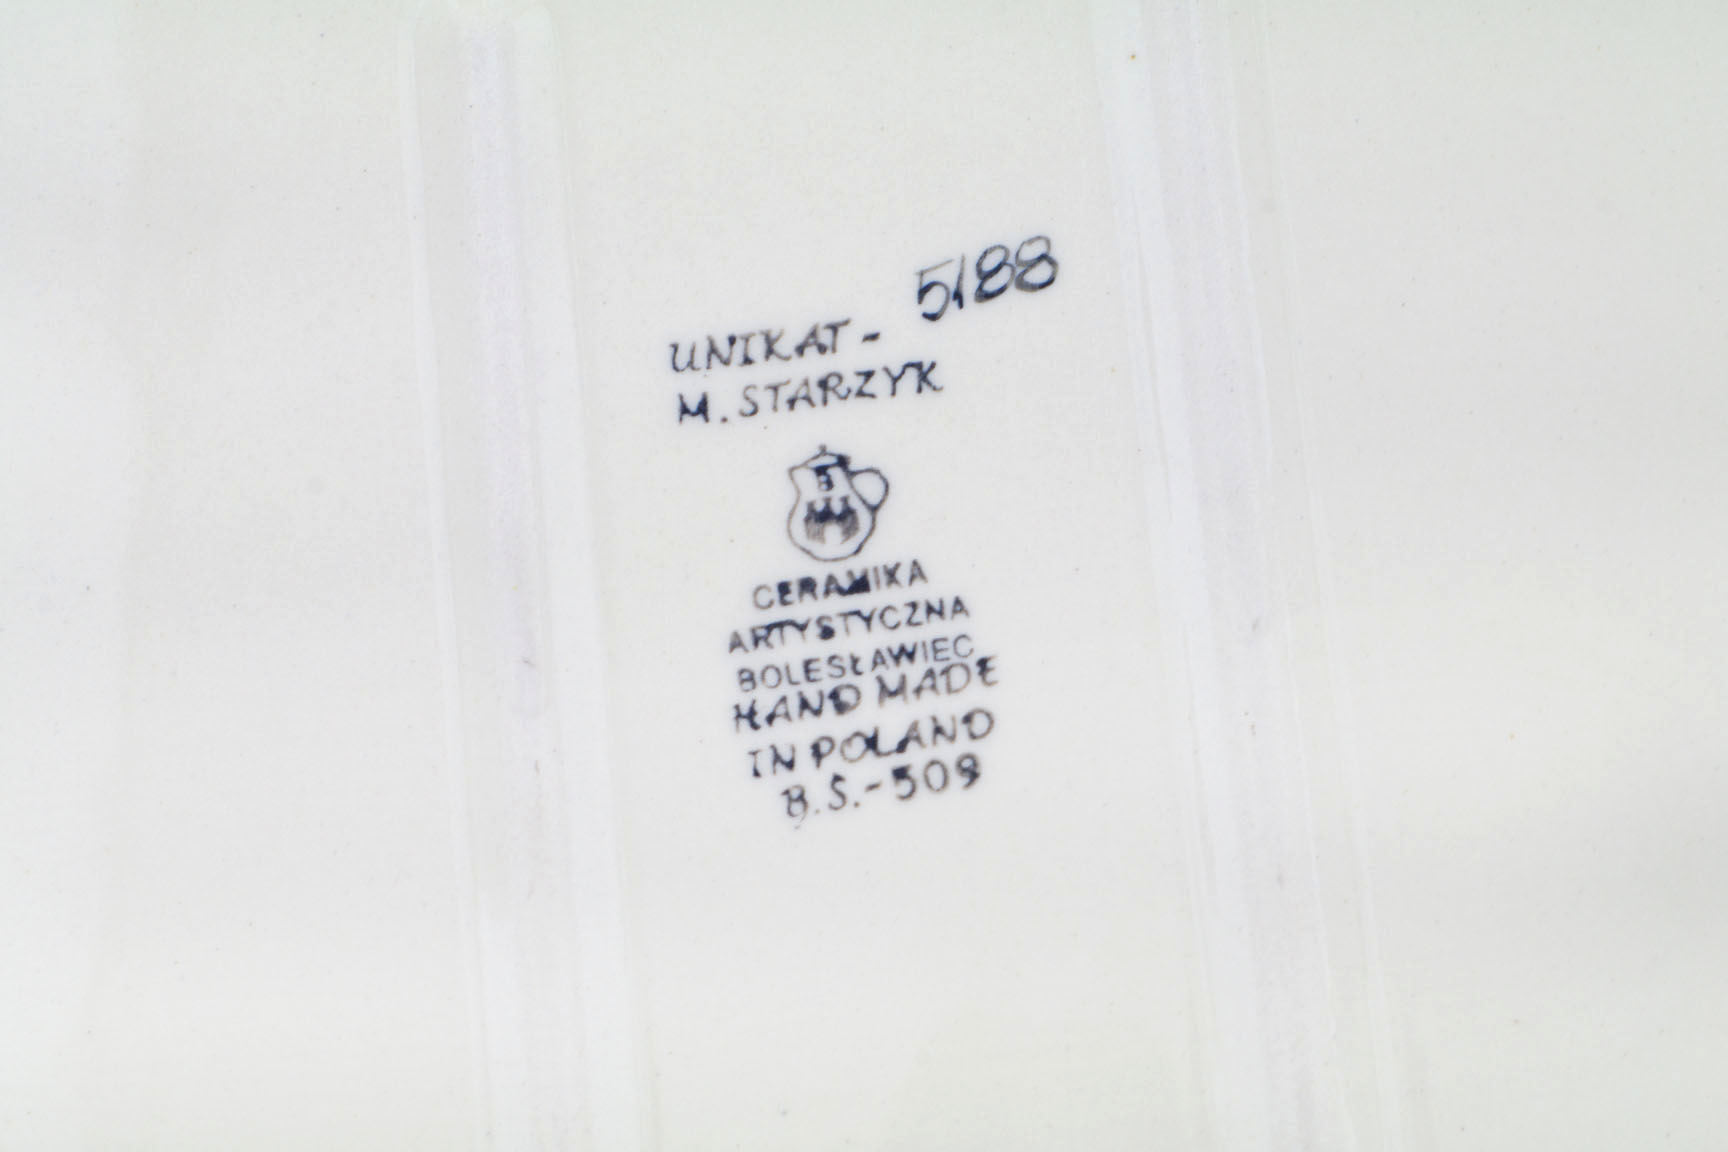 UNIKAT - 5188
M. STARZYK
B
CERAMIKA
ARTYSTYCZNA
BOLESŁAWIEC
HAND MADE
IN POLAND
B.S.-509